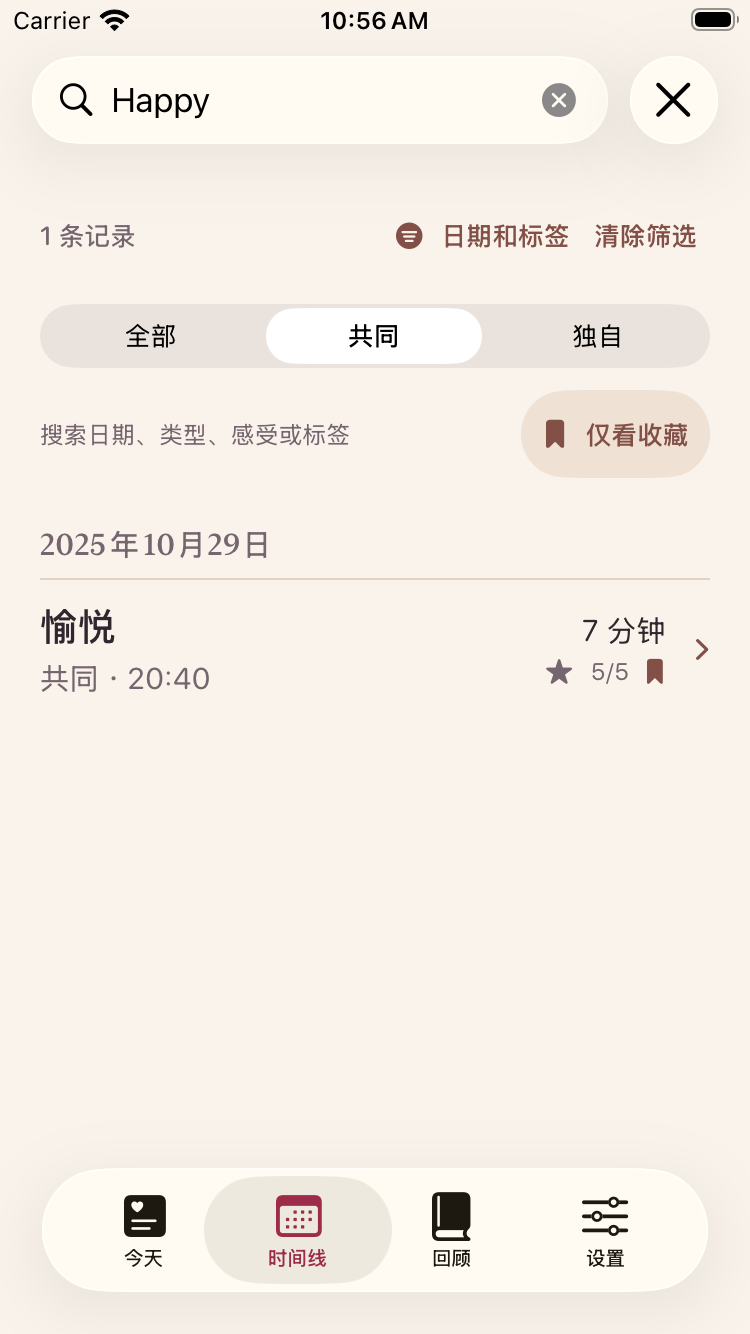 Carrier 10:56 AM
Happy
1 条记录 日期和标签 清除筛选
全部 共同 独自
搜索日期、类型、感受或标签 仅看收藏
2025年10月29日
愉悦 7 分钟
共同 · 20:40 5/5
今天 时间线 回顾 设置